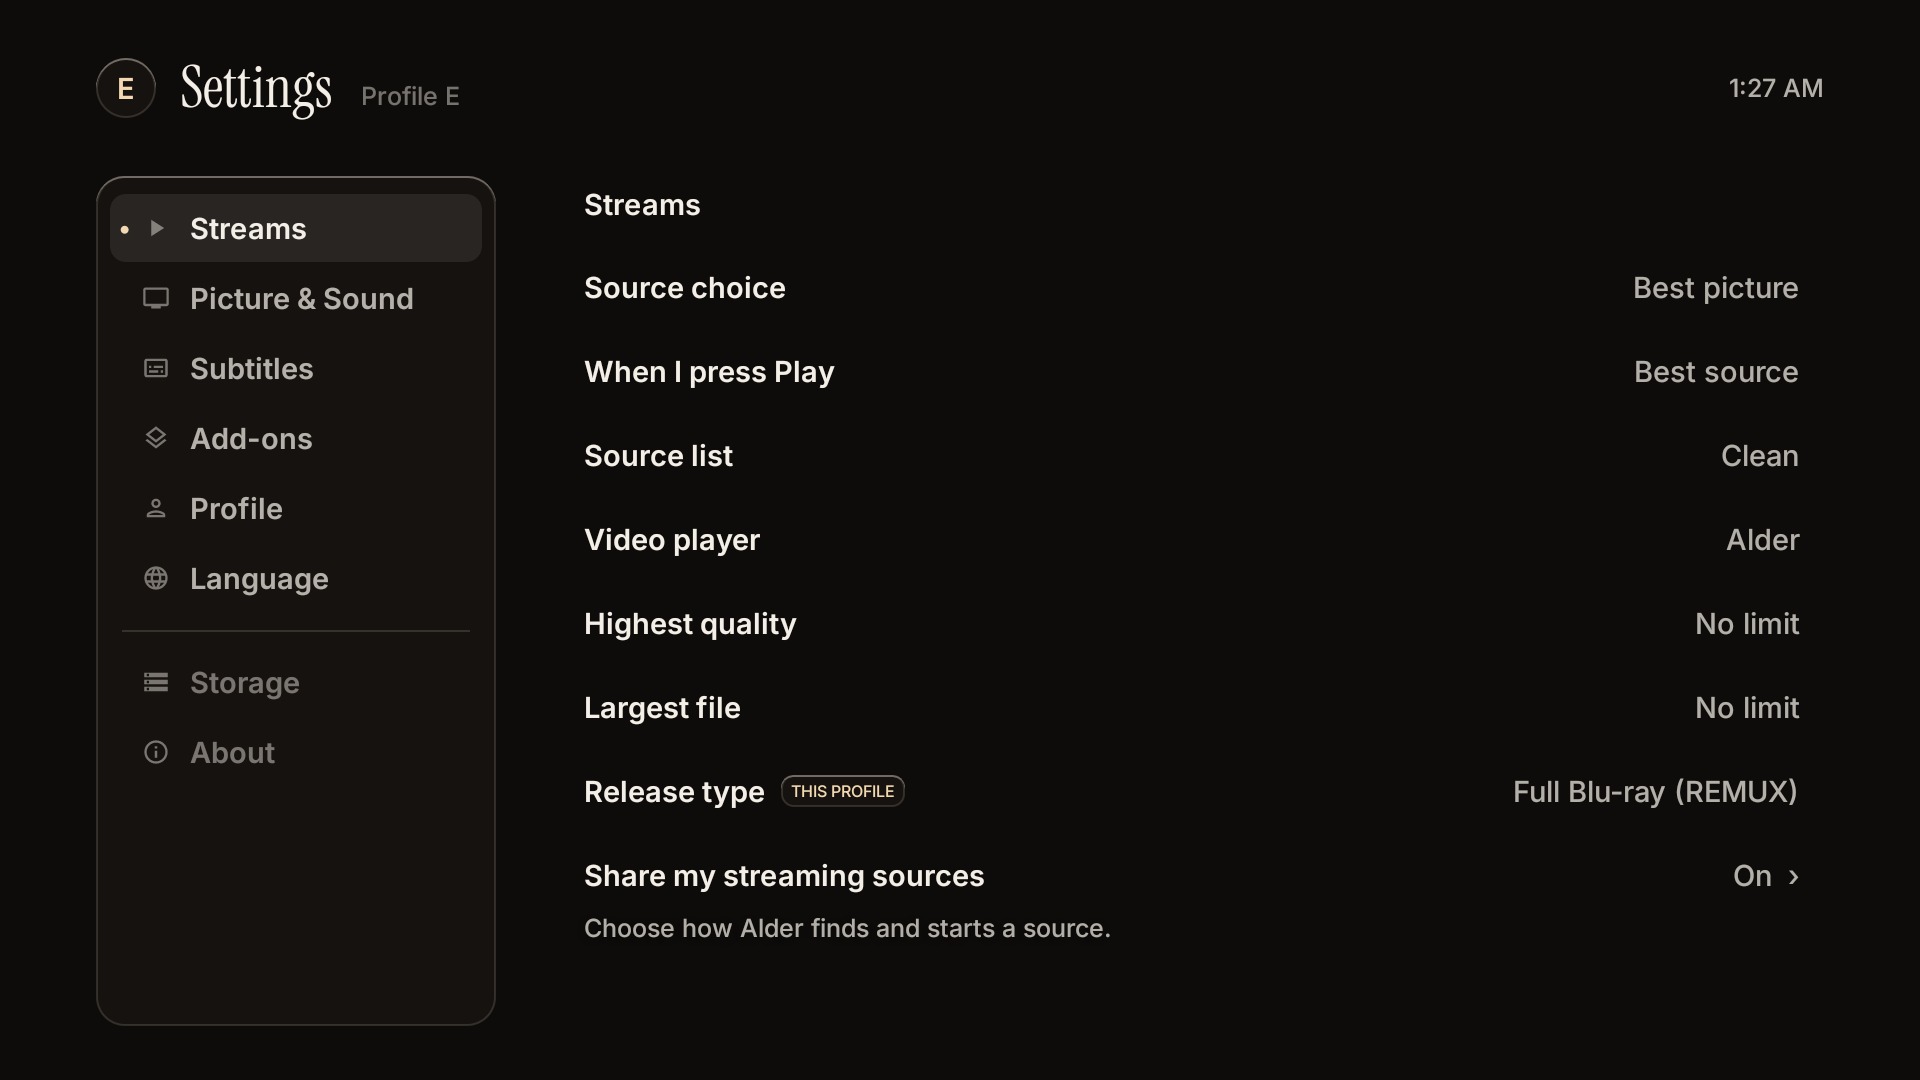 E Settings Profile E 1:27 AM
Streams
Picture & Sound
Subtitles
Add-ons
Profile
Language
Storage
About
Streams
Source choice Best picture
When I press Play Best source
Source list Clean
Video player Alder
Highest quality No limit
Largest file No limit
Release type THIS PROFILE Full Blu-ray (REMUX)
Share my streaming sources On ›
Choose how Alder finds and starts a source.